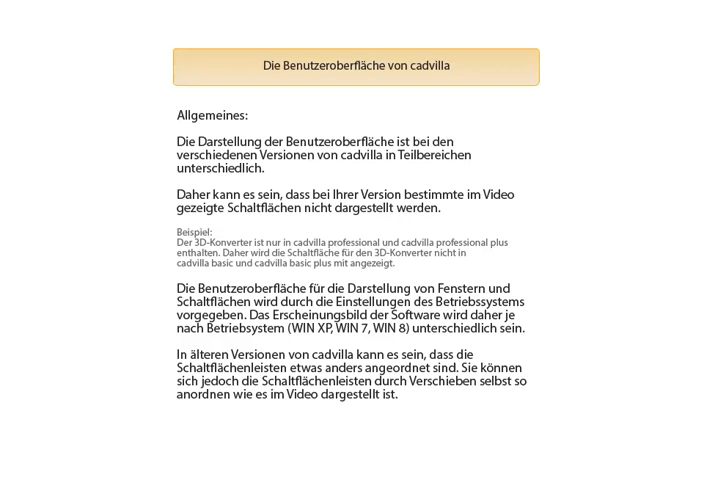 Die Benutzeroberfläche von cadvilla
Allgemeines:
Die Darstellung der Benutzeroberfläche ist bei den
verschiedenen Versionen von cadvilla in Teilbereichen
unterschiedlich.
Daher kann es sein, dass bei Ihrer Version bestimmte im Video
gezeigte Schaltflächen nicht dargestellt werden.
Beispiel:
Der 3D-Konverter ist nur in cadvilla professional und cadvilla professional plus
enthalten. Daher wird die Schaltfläche für den 3D-Konverter nicht in
cadvilla basic und cadvilla basic plus mit angezeigt.
Die Benutzeroberfläche für die Darstellung von Fenstern und
Schaltflächen wird durch die Einstellungen des Betriebssystems
vorgegeben. Das Erscheinungsbild der Software wird daher je
nach Betriebsystem (WIN XP, WIN 7, WIN 8) unterschiedlich sein.
In älteren Versionen von cadvilla kann es sein, dass die
Schaltflächenleisten etwas anders angeordnet sind. Sie können
sich jedoch die Schaltflächenleisten durch Verschieben selbst so
anordnen wie es im Video dargestellt ist.